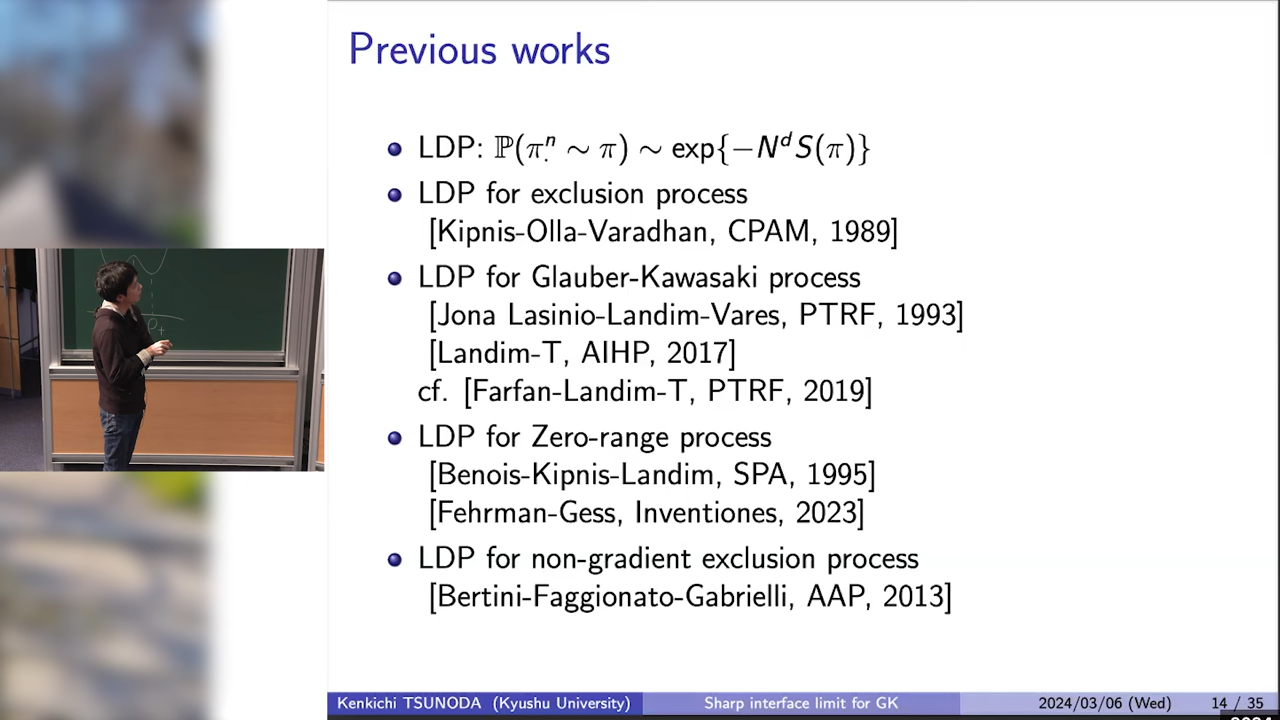 Previous works
LDP: ℙ(π.ⁿ ∼ π) ∼ exp{−NᵈS(π)}
LDP for exclusion process
[Kipnis-Olla-Varadhan, CPAM, 1989]
LDP for Glauber-Kawasaki process
[Jona Lasinio-Landim-Vares, PTRF, 1993]
[Landim-T, AIHP, 2017]
cf. [Farfan-Landim-T, PTRF, 2019]
LDP for Zero-range process
[Benois-Kipnis-Landim, SPA, 1995]
[Fehrman-Gess, Inventiones, 2023]
LDP for non-gradient exclusion process
[Bertini-Faggionato-Gabrielli, AAP, 2013]
Kenkichi TSUNODA (Kyushu University) Sharp interface limit for GK 2024/03/06 (Wed) 14 / 35